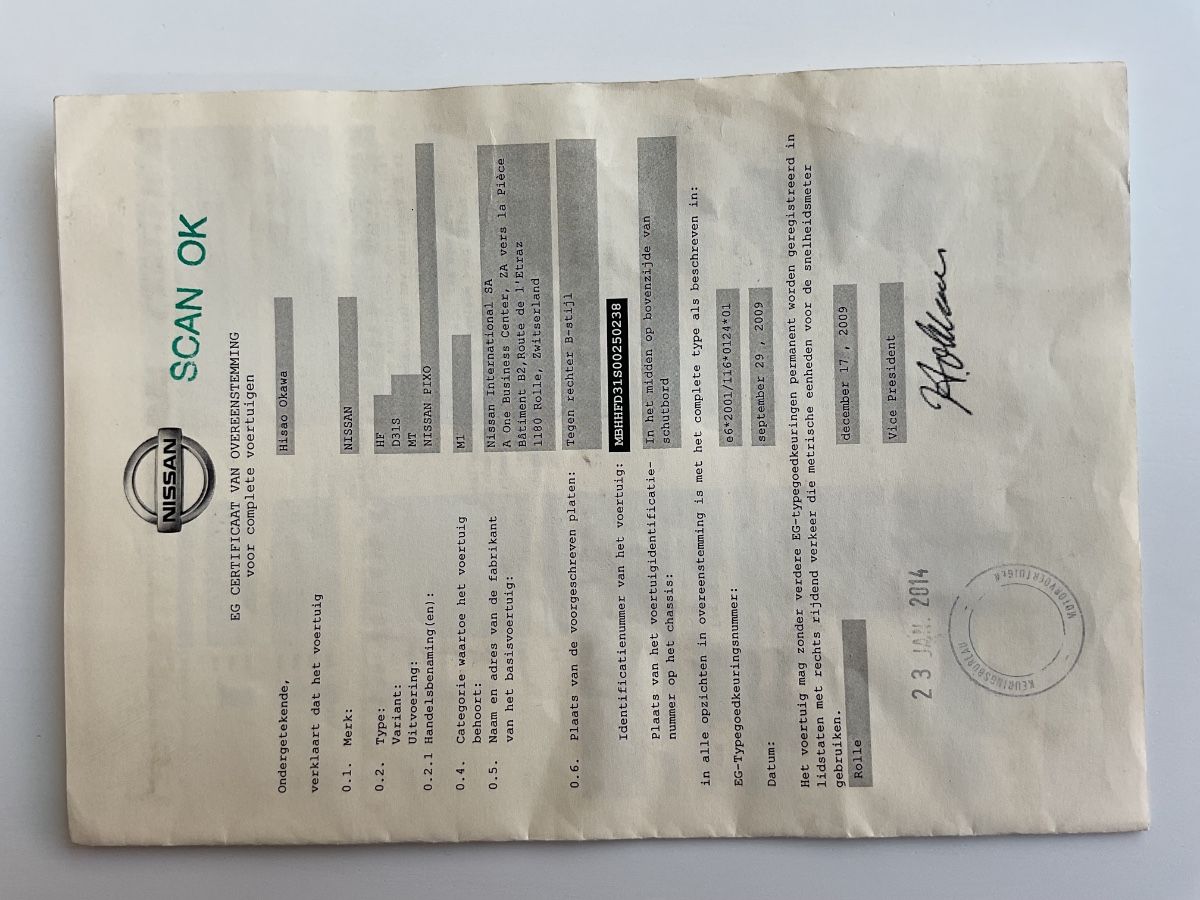 NISSAN
SCAN OK
EG CERTIFICAAT VAN OVEREENSTEMMING
voor complete voertuigen
Ondergetekende, Hisao Okawa
verklaart dat het voertuig
0.1. Merk: NISSAN
0.2. Type: HF
Variant: D31S
Uitvoering: MT
0.2.1 Handelsbenaming(en): NISSAN PIXO
0.4. Categorie waartoe het voertuig M1
behoort:
0.5. Naam en adres van de fabrikant Nissan International SA
van het basisvoertuig: A One Business Center, ZA vers la Pièce
Bâtiment B2,Route de l'Etraz
1180 Rolle, Zwitserland
0.6. Plaats van de voorgeschreven platen: Tegen rechter B-stijl
Identificatienummer van het voertuig: MBHHFD31S00250238
Plaats van het voertuigidentificatie- In het midden op bovenzijde van
nummer op het chassis: schutbord
in alle opzichten in overeenstemming is met het complete type als beschreven in:
EG-Typegoedkeuringsnummer: e6*2001/116*0124*01
Datum: september 29 , 2009
Het voertuig mag zonder verdere EG-typegoedkeuringen permanent worden geregistreerd in
lidstaten met rechts rijdend verkeer die metrische eenheden voor de snelheidsmeter
gebruiken.
Rolle december 17 , 2009
Vice President
23 JAN. 2014
KEURINGSBUREAU
MOTORVOERTUIGEN